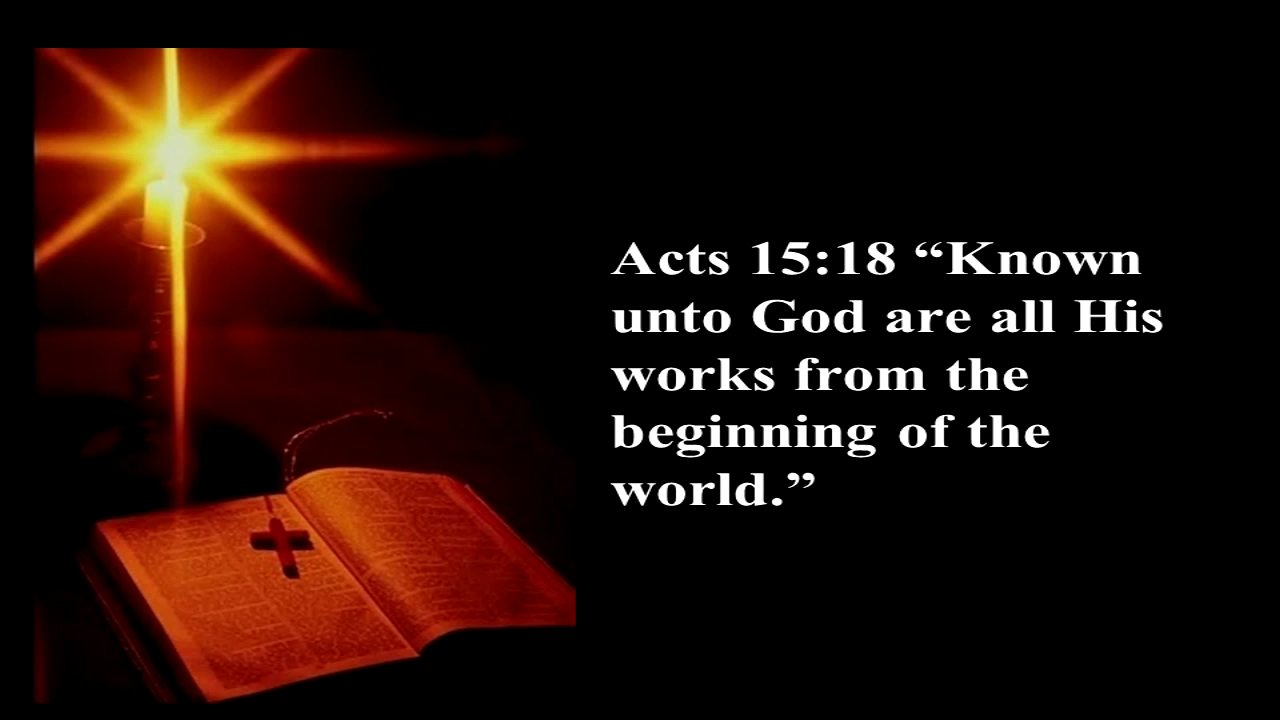 Acts 15:18 “Known
unto God are all His
works from the
beginning of the
world.”